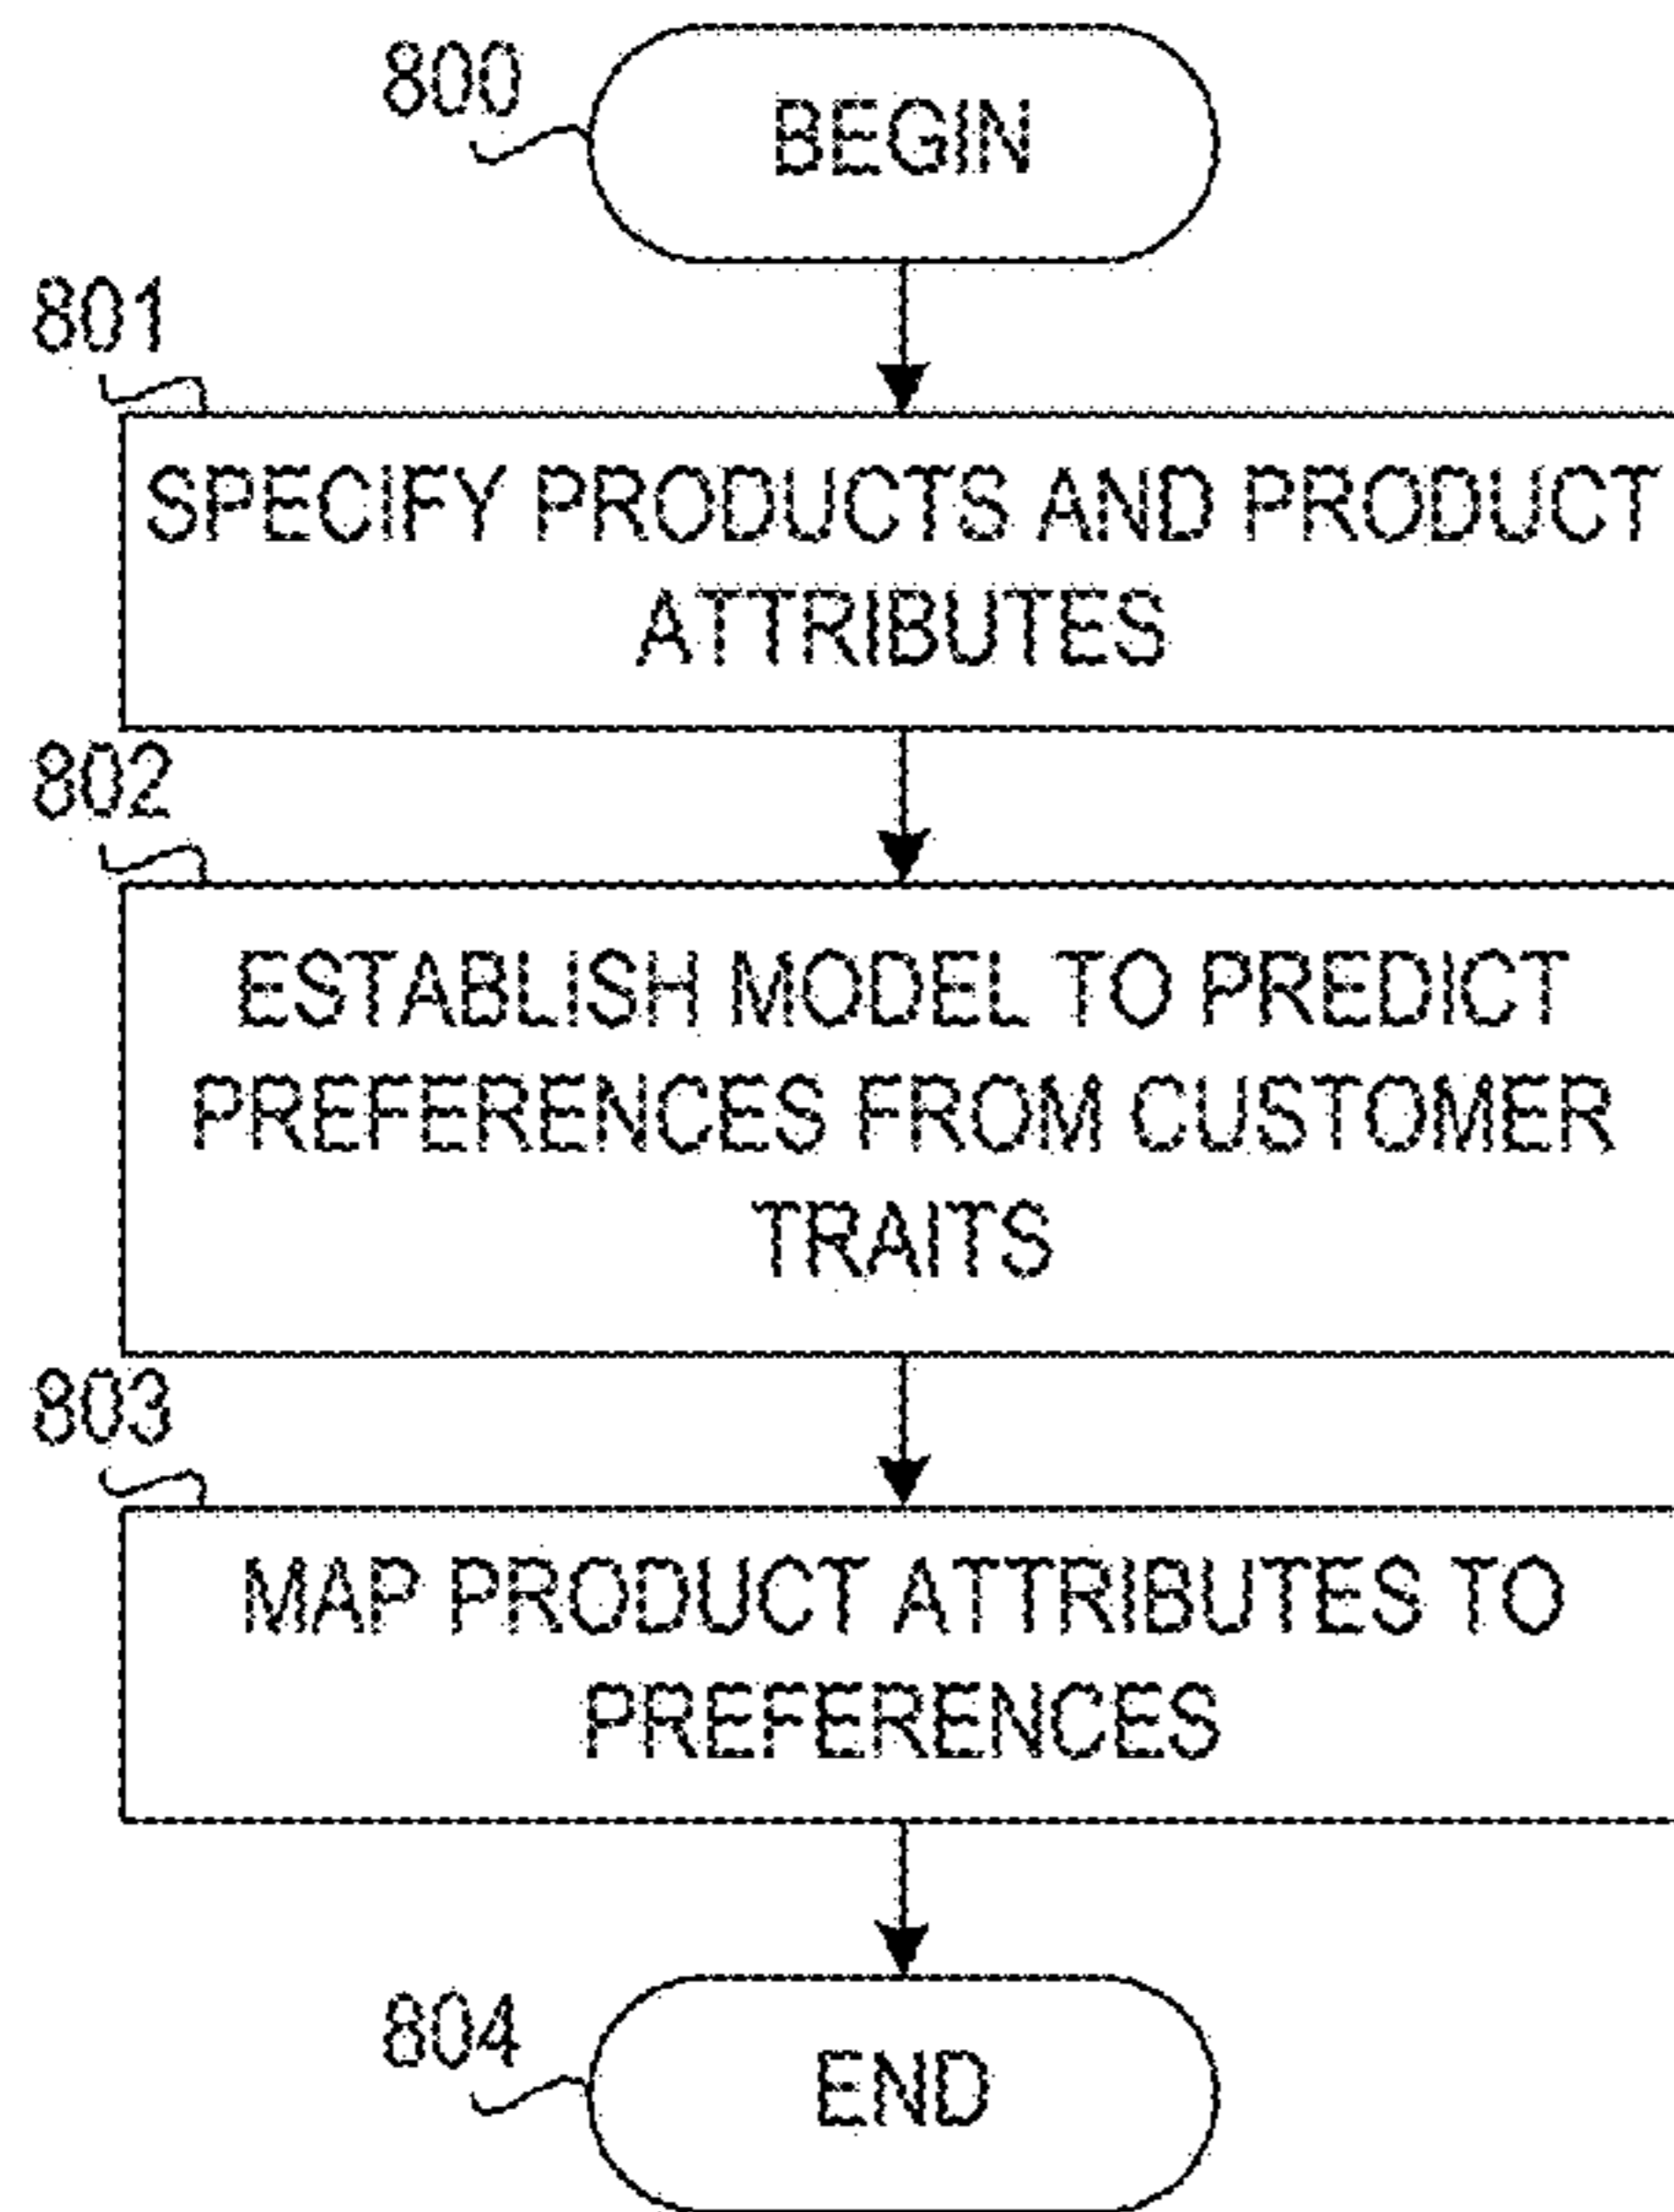 800
BEGIN
801
SPECIFY PRODUCTS AND PRODUCT
ATTRIBUTES
802
ESTABLISH MODEL TO PREDICT
PREFERENCES FROM CUSTOMER
TRAITS
803
MAP PRODUCT ATTRIBUTES TO
PREFERENCES
804
END